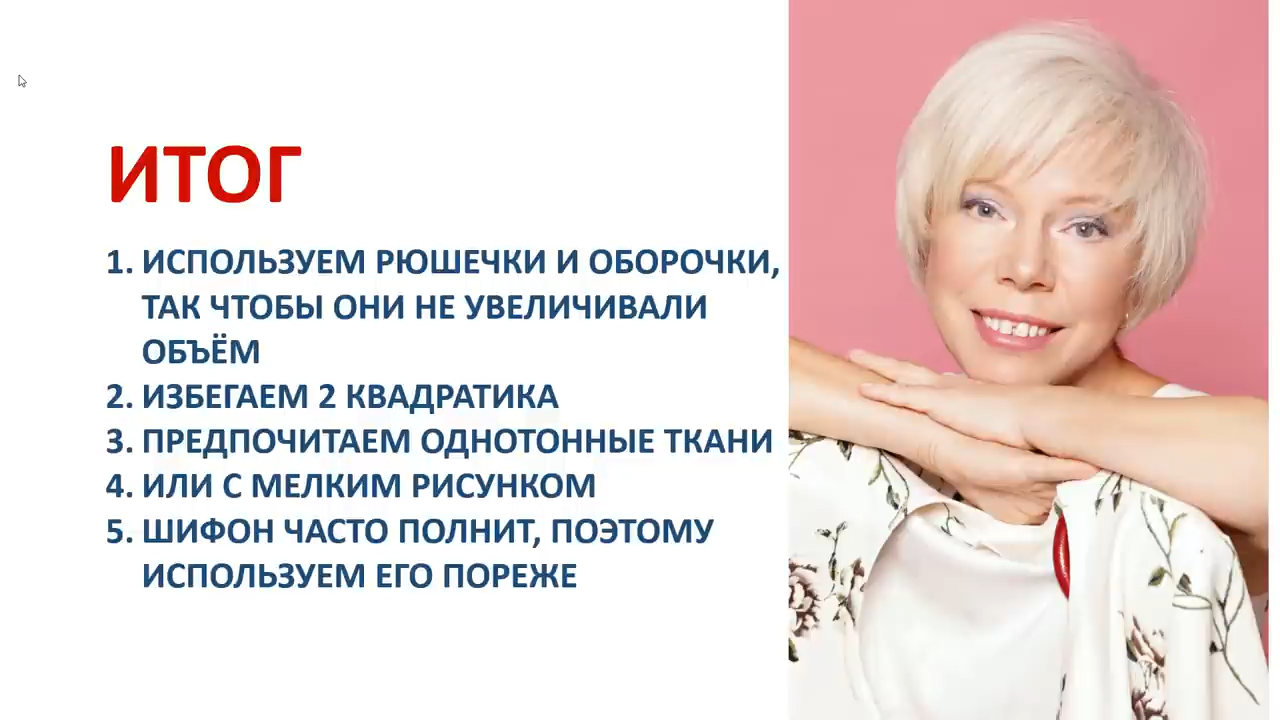 ИТОГ
1. ИСПОЛЬЗУЕМ РЮШЕЧКИ И ОБОРОЧКИ,
ТАК ЧТОБЫ ОНИ НЕ УВЕЛИЧИВАЛИ
ОБЪЁМ
2. ИЗБЕГАЕМ 2 КВАДРАТИКА
3. ПРЕДПОЧИТАЕМ ОДНОТОННЫЕ ТКАНИ
4. ИЛИ С МЕЛКИМ РИСУНКОМ
5. ШИФОН ЧАСТО ПОЛНИТ, ПОЭТОМУ
ИСПОЛЬЗУЕМ ЕГО ПОРЕЖЕ